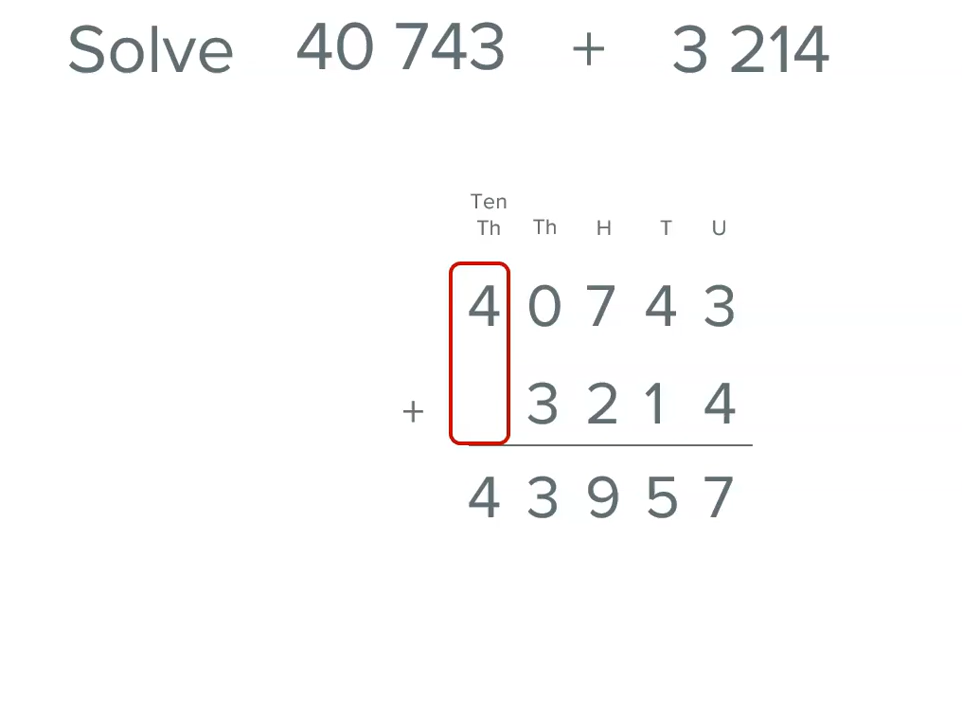 Solve 40 743 + 3 214
Ten
Th Th H T U
4 0 7 4 3
+ 3 2 1 4
4 3 9 5 7